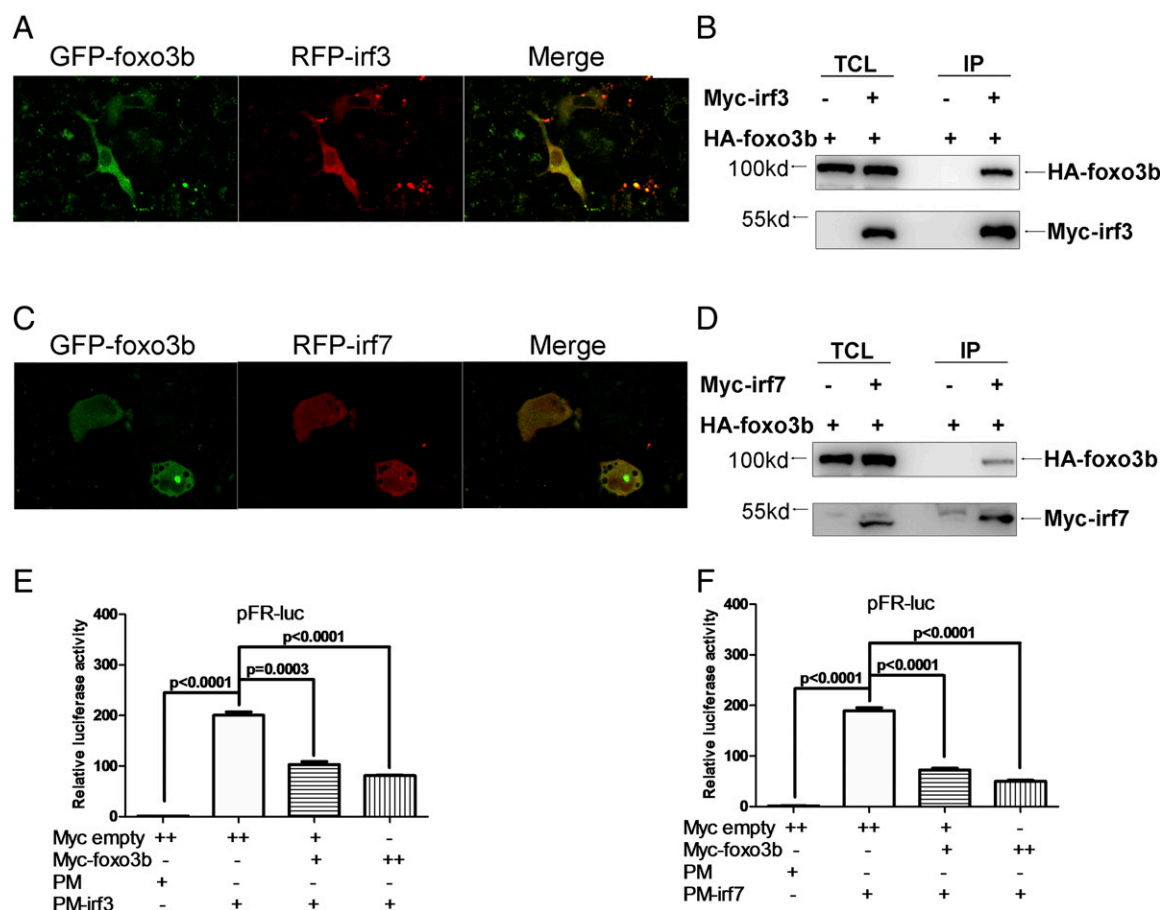 A
GFP-foxo3b RFP-irf3 Merge
B
TCL IP
Myc-irf3 - + - +
HA-foxo3b + + + +
100kd HA-foxo3b
55kd Myc-irf3
C
GFP-foxo3b RFP-irf7 Merge
D
TCL IP
Myc-irf7 - + - +
HA-foxo3b + + + +
100kd HA-foxo3b
55kd Myc-irf7
E
pFR-luc
Relative luciferase activity
400
300
200
100
0
p<0.0001
p=0.0003
p<0.0001
Myc empty ++ ++ + -
Myc-foxo3b - - + ++
PM + - - -
PM-irf3 - + + +
F
pFR-luc
Relative luciferase activity
400
300
200
100
0
p<0.0001
p<0.0001
p<0.0001
Myc empty ++ ++ + -
Myc-foxo3b - - + ++
PM + - - -
PM-irf7 - + + +